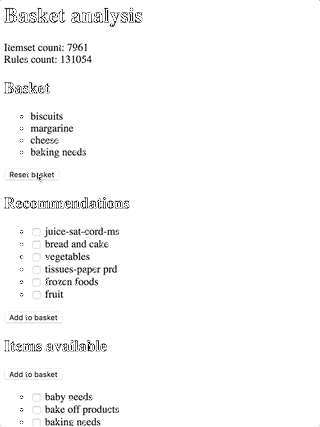 Basket analysis
Itemset count: 7961
Rules count: 131054
Basket
biscuits
margarine
cheese
baking needs
Reset basket
Recommendations
juice-sat-cord-ms
bread and cake
vegetables
tissues-paper prd
frozen foods
fruit
Add to basket
Items available
Add to basket
baby needs
bake off products
baking needs